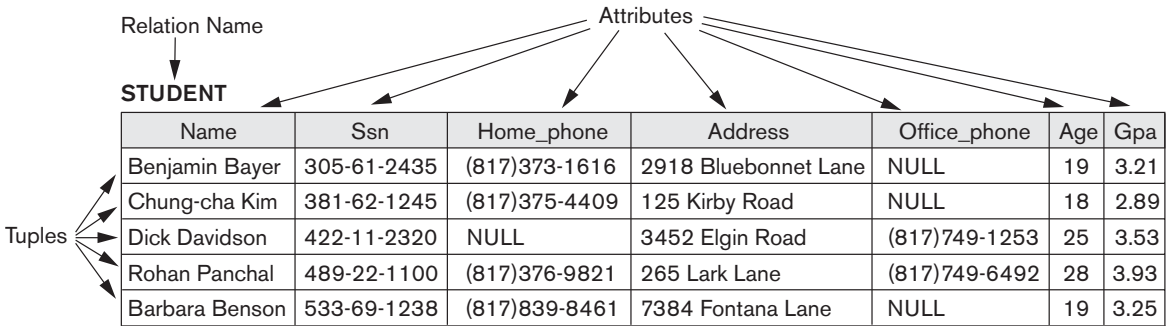 Attributes
Relation Name
STUDENT
Name Ssn Home_phone Address Office_phone Age Gpa
Benjamin Bayer 305-61-2435 (817)373-1616 2918 Bluebonnet Lane NULL 19 3.21
Chung-cha Kim 381-62-1245 (817)375-4409 125 Kirby Road NULL 18 2.89
Tuples Dick Davidson 422-11-2320 NULL 3452 Elgin Road (817)749-1253 25 3.53
Rohan Panchal 489-22-1100 (817)376-9821 265 Lark Lane (817)749-6492 28 3.93
Barbara Benson 533-69-1238 (817)839-8461 7384 Fontana Lane NULL 19 3.25